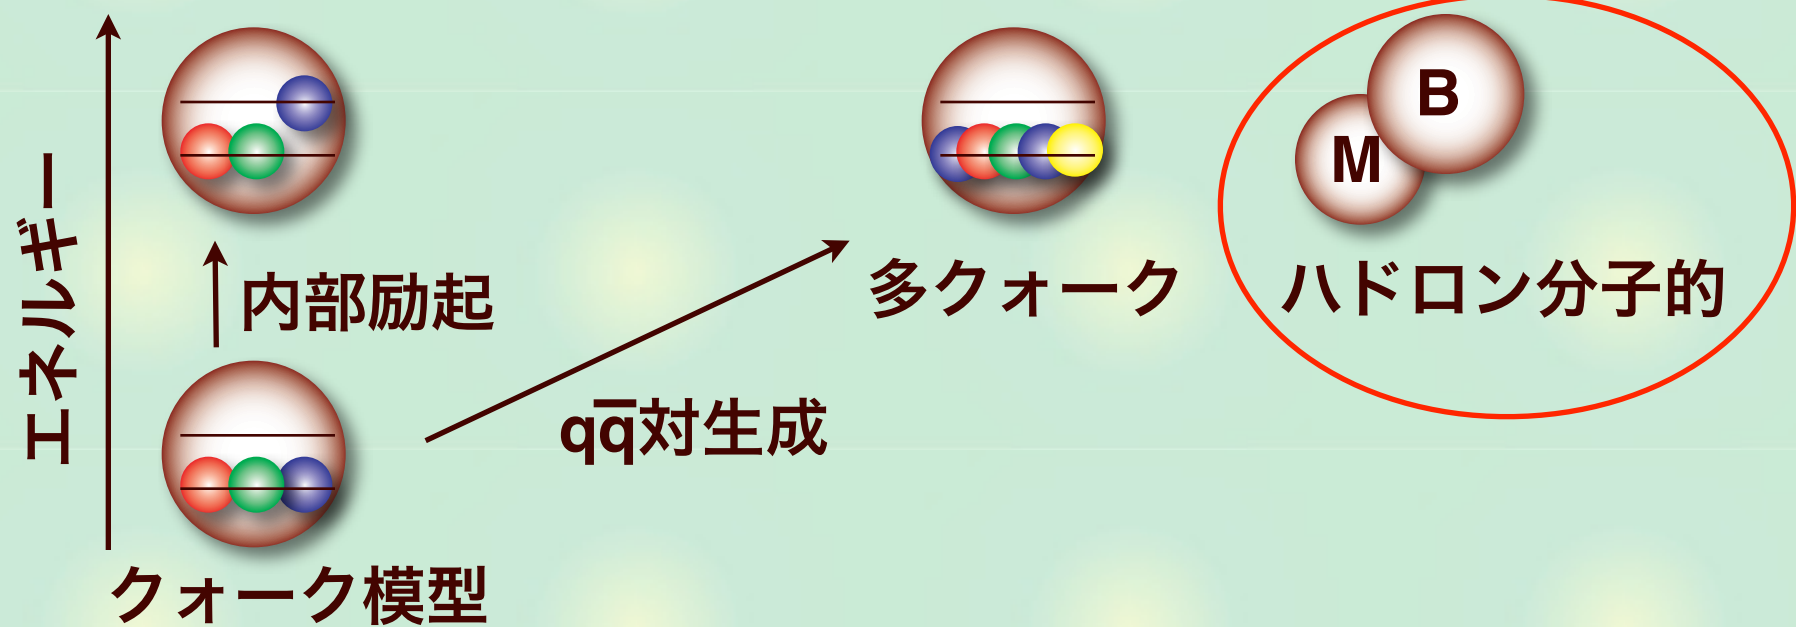 エネルギー
内部励起
クォーク模型
qq̅対生成
多クォーク
M
B
ハドロン分子的